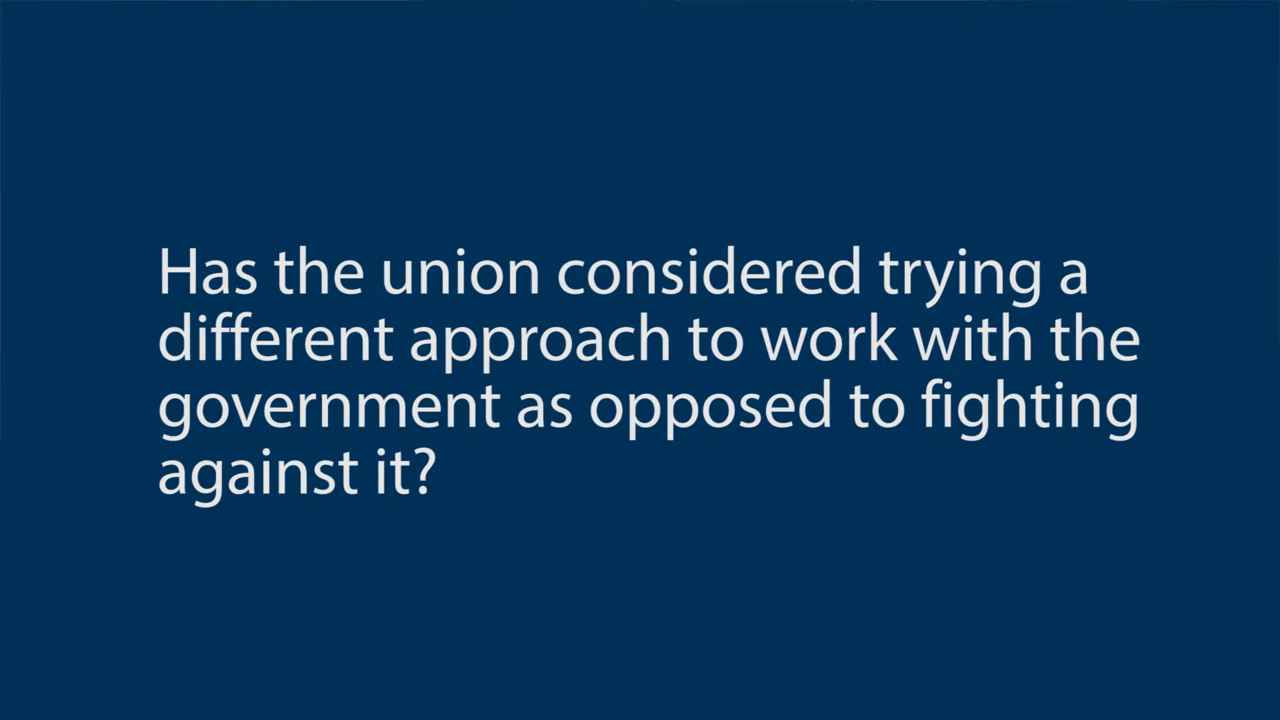 Has the union considered trying a
different approach to work with the
government as opposed to fighting
against it?